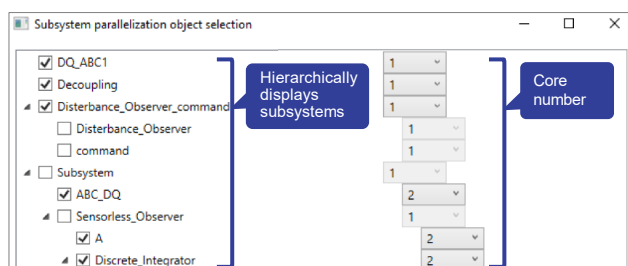 Subsystem parallelization object selection
DQ_ABC1 1
Decoupling 1
Disterbance_Observer_command 1
Disterbance_Observer 1
command 1
Subsystem 1
ABC_DQ 2
Sensorless_Observer 1
A 2
Discrete_Integrator 2
Hierarchically
displays
subsystems
Core
number